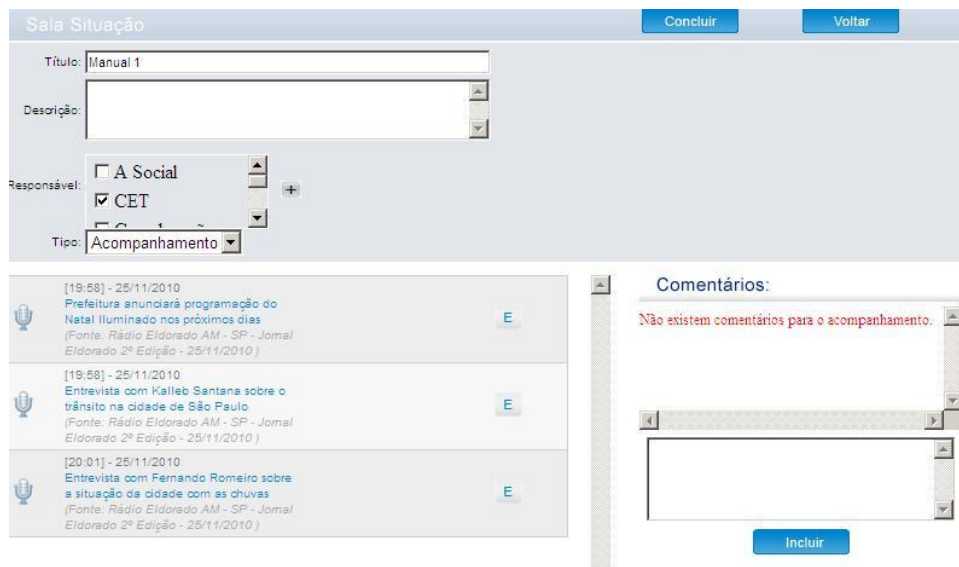 Sala Situação
Concluir
Voltar
Título: Manual 1
Descrição:
Responsável:
A Social
CET
Tipo: Acompanhamento
[19:58] - 25/11/2010
Prefeitura anunciará programação do
Natal Iluminado nos próximos dias
(Fonte: Rádio Eldorado AM - SP - Jornal
Eldorado 2º Edição - 25/11/2010 )
E
[19:58] - 25/11/2010
Entrevista com Kalleb Santana sobre o
trânsito na cidade de São Paulo
(Fonte: Rádio Eldorado AM - SP - Jornal
Eldorado 2º Edição - 25/11/2010 )
E
[20:01] - 25/11/2010
Entrevista com Fernando Romeiro sobre
a situação da cidade com as chuvas
(Fonte: Rádio Eldorado AM - SP - Jornal
Eldorado 2º Edição - 25/11/2010 )
E
Comentários:
Não existem comentários para o acompanhamento.
Incluir